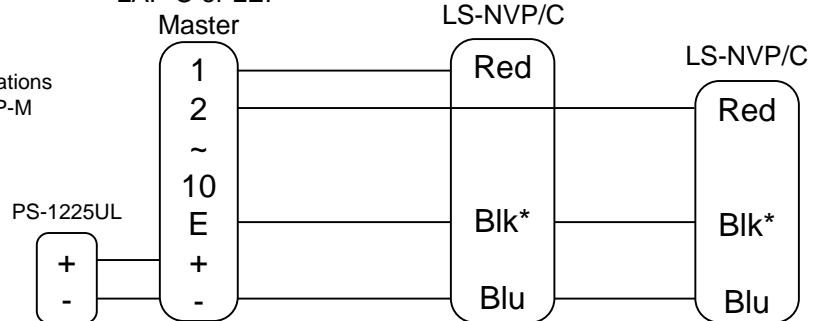 Master
LS-NVP/C
LS-NVP/C
1
2
~
10
E
+
-
PS-1225UL
+
-
Red
Blk*
Blu
Red
Blk*
Blu